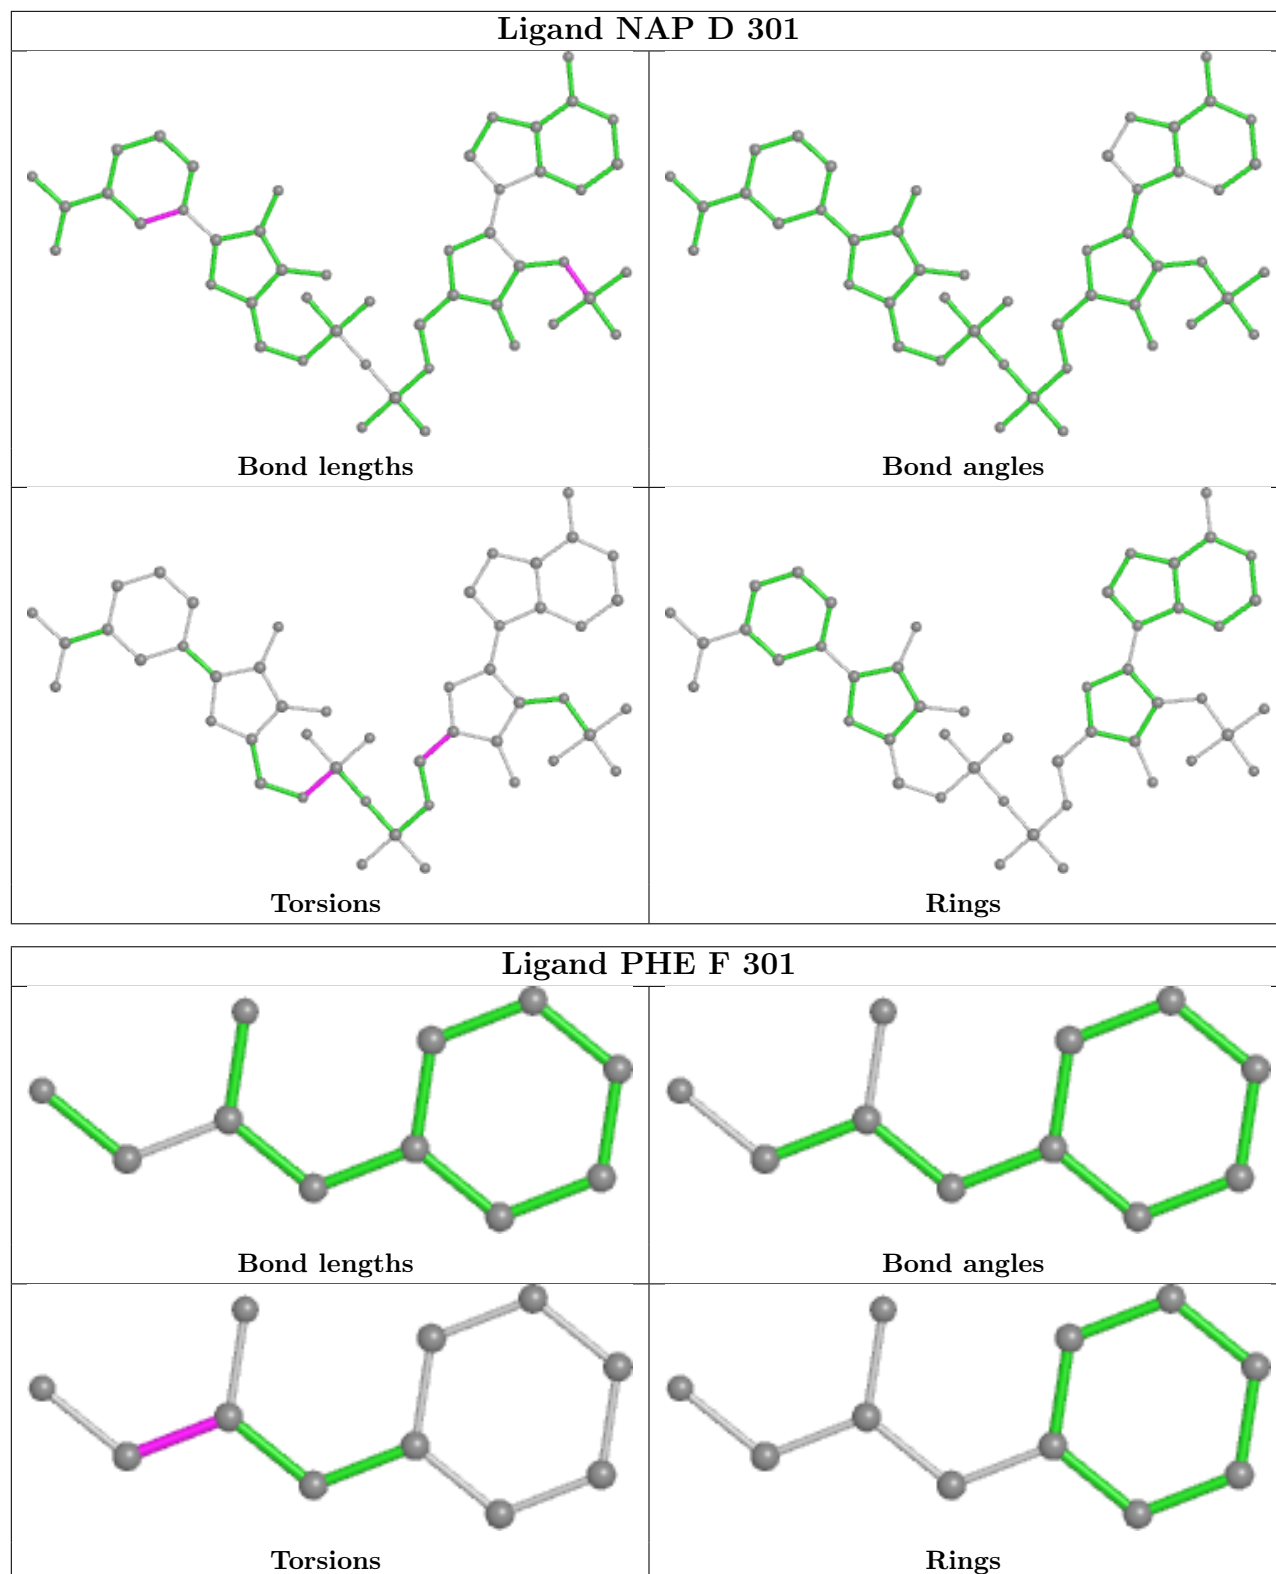 Ligand NAP D 301
Bond lengths
Bond angles
Torsions
Rings
Ligand PHE F 301
Bond lengths
Bond angles
Torsions
Rings